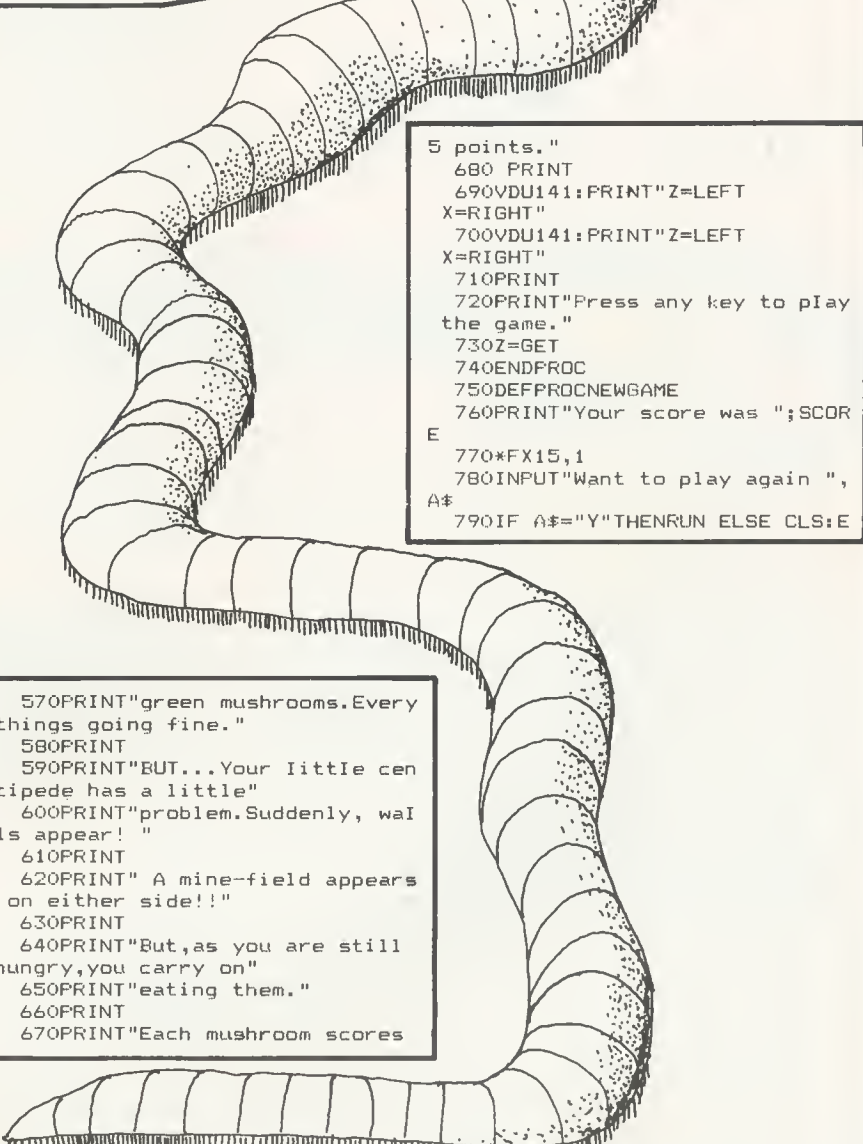 570PRINT"green mushrooms.Every
things going fine."
580PRINT
590PRINT"BUT...Your little cen
tipede has a little"
600PRINT"problem.Suddenly, wal
ls appear! "
610PRINT
620PRINT" A mine-field appears
on either side!!"
630PRINT
640PRINT"But,as you are still
hungry,you carry on"
650PRINT"eating them."
660PRINT
670PRINT"Each mushroom scores
5 points."
680 PRINT
690VDU141:PRINT"Z=LEFT
X=RIGHT"
700VDU141:PRINT"Z=LEFT
X=RIGHT"
710PRINT
720PRINT"Press any key to play
the game."
730Z=GET
740ENDPROC
750DEFPROCNEWGAME
760PRINT"Your score was ";SCOR
E
770*FX15,1
780INPUT"Want to play again ",
A$
790IF A$="Y"THENRUN ELSE CLS:E